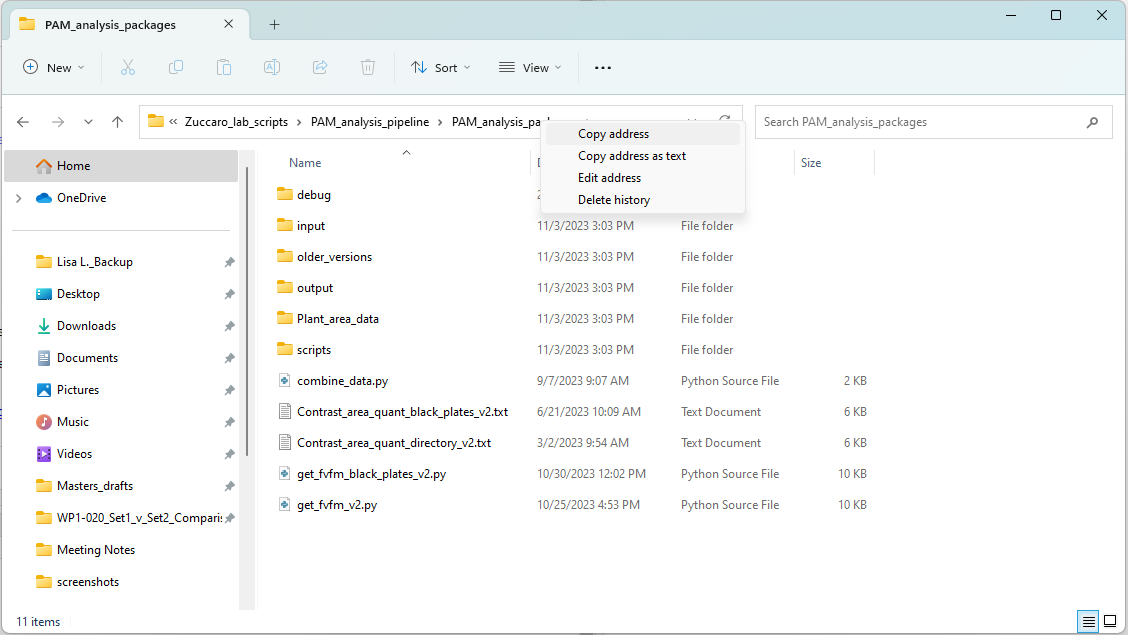 PAM_analysis_packages
New
Sort
View
« Zuccaro_lab_scripts > PAM_analysis_pipeline >
Search PAM_analysis_packages
Copy address
Copy address as text
Edit address
Delete history
Home
OneDrive
Lisa L._Backup
Desktop
Downloads
Documents
Pictures
Music
Videos
Masters_drafts
WP1-020_Set1_v_Set2_Comparis
Meeting Notes
screenshots
Name Size
debug
input 11/3/2023 3:03 PM File folder
older_versions 11/3/2023 3:03 PM File folder
output 11/3/2023 3:03 PM File folder
Plant_area_data 11/3/2023 3:03 PM File folder
scripts 11/3/2023 3:03 PM File folder
combine_data.py 9/7/2023 9:07 AM Python Source File 2 KB
Contrast_area_quant_black_plates_v2.txt 6/21/2023 10:09 AM Text Document 6 KB
Contrast_area_quant_directory_v2.txt 3/2/2023 9:54 AM Text Document 6 KB
get_fvfm_black_plates_v2.py 10/30/2023 12:02 PM Python Source File 10 KB
get_fvfm_v2.py 10/25/2023 4:53 PM Python Source File 10 KB
11 items